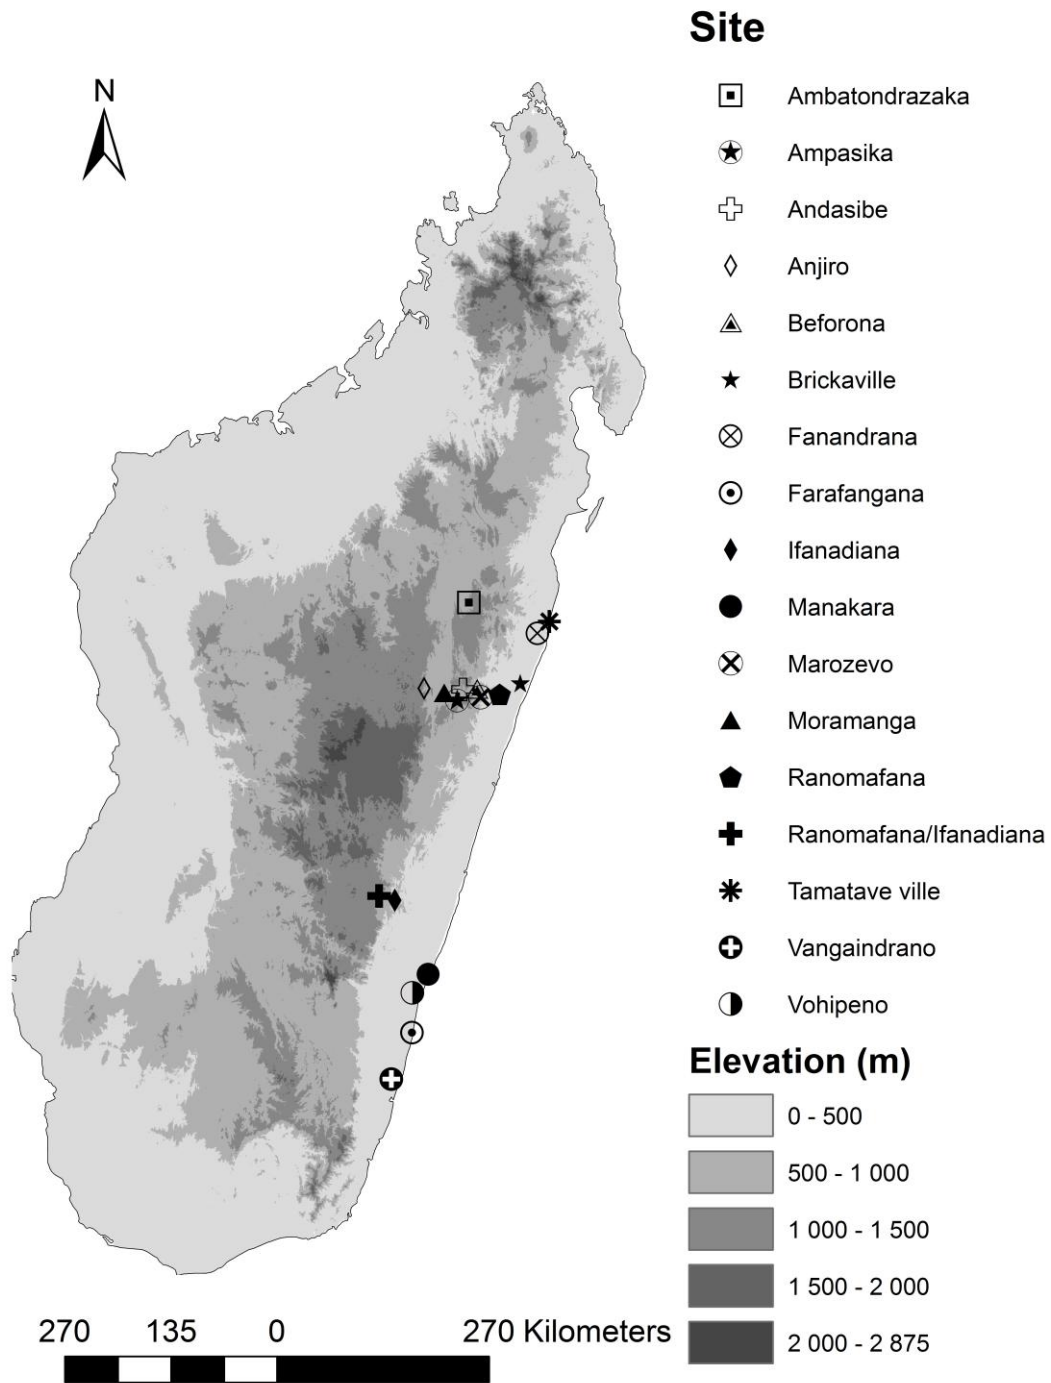 Site
N
Ambatondrazaka
Ampasika
Andasibe
Anjiro
Beforona
Brickaville
Fanandrana
Farafangana
Ifanadiana
Manakara
Marozevo
Moramanga
Ranomafana
Ranomafana/Ifanadiana
Tamatave ville
Vangaindrano
Vohipeno
Elevation (m)
0 - 500
500 - 1 000
1 000 - 1 500
1 500 - 2 000
2 000 - 2 875
270 135 0 270 Kilometers